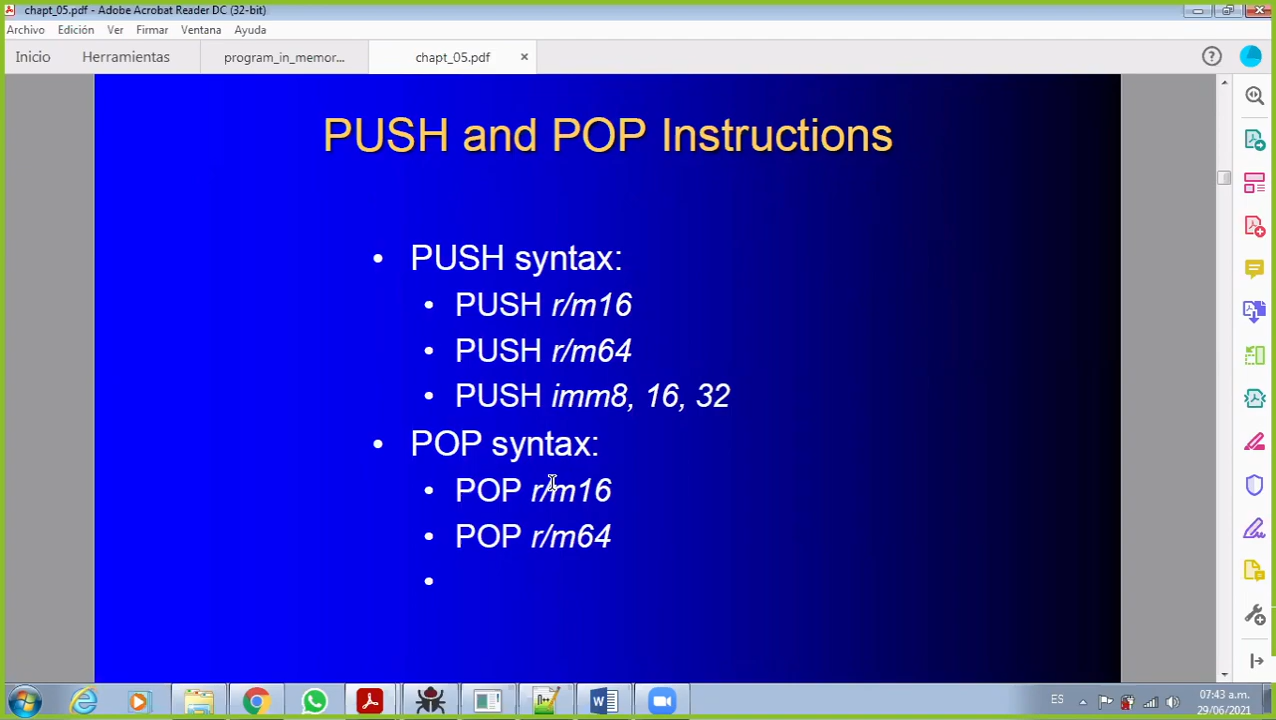 chapt_05.pdf - Adobe Acrobat Reader DC (32-bit)
Archivo Edición Ver Firmar Ventana Ayuda
Inicio Herramientas program_in_memor... chapt_05.pdf
PUSH and POP Instructions
• PUSH syntax:
• PUSH r/m16
• PUSH r/m64
• PUSH imm8, 16, 32
• POP syntax:
• POP r/m16
• POP r/m64
•
ES 07:43 a.m.
29/06/2021